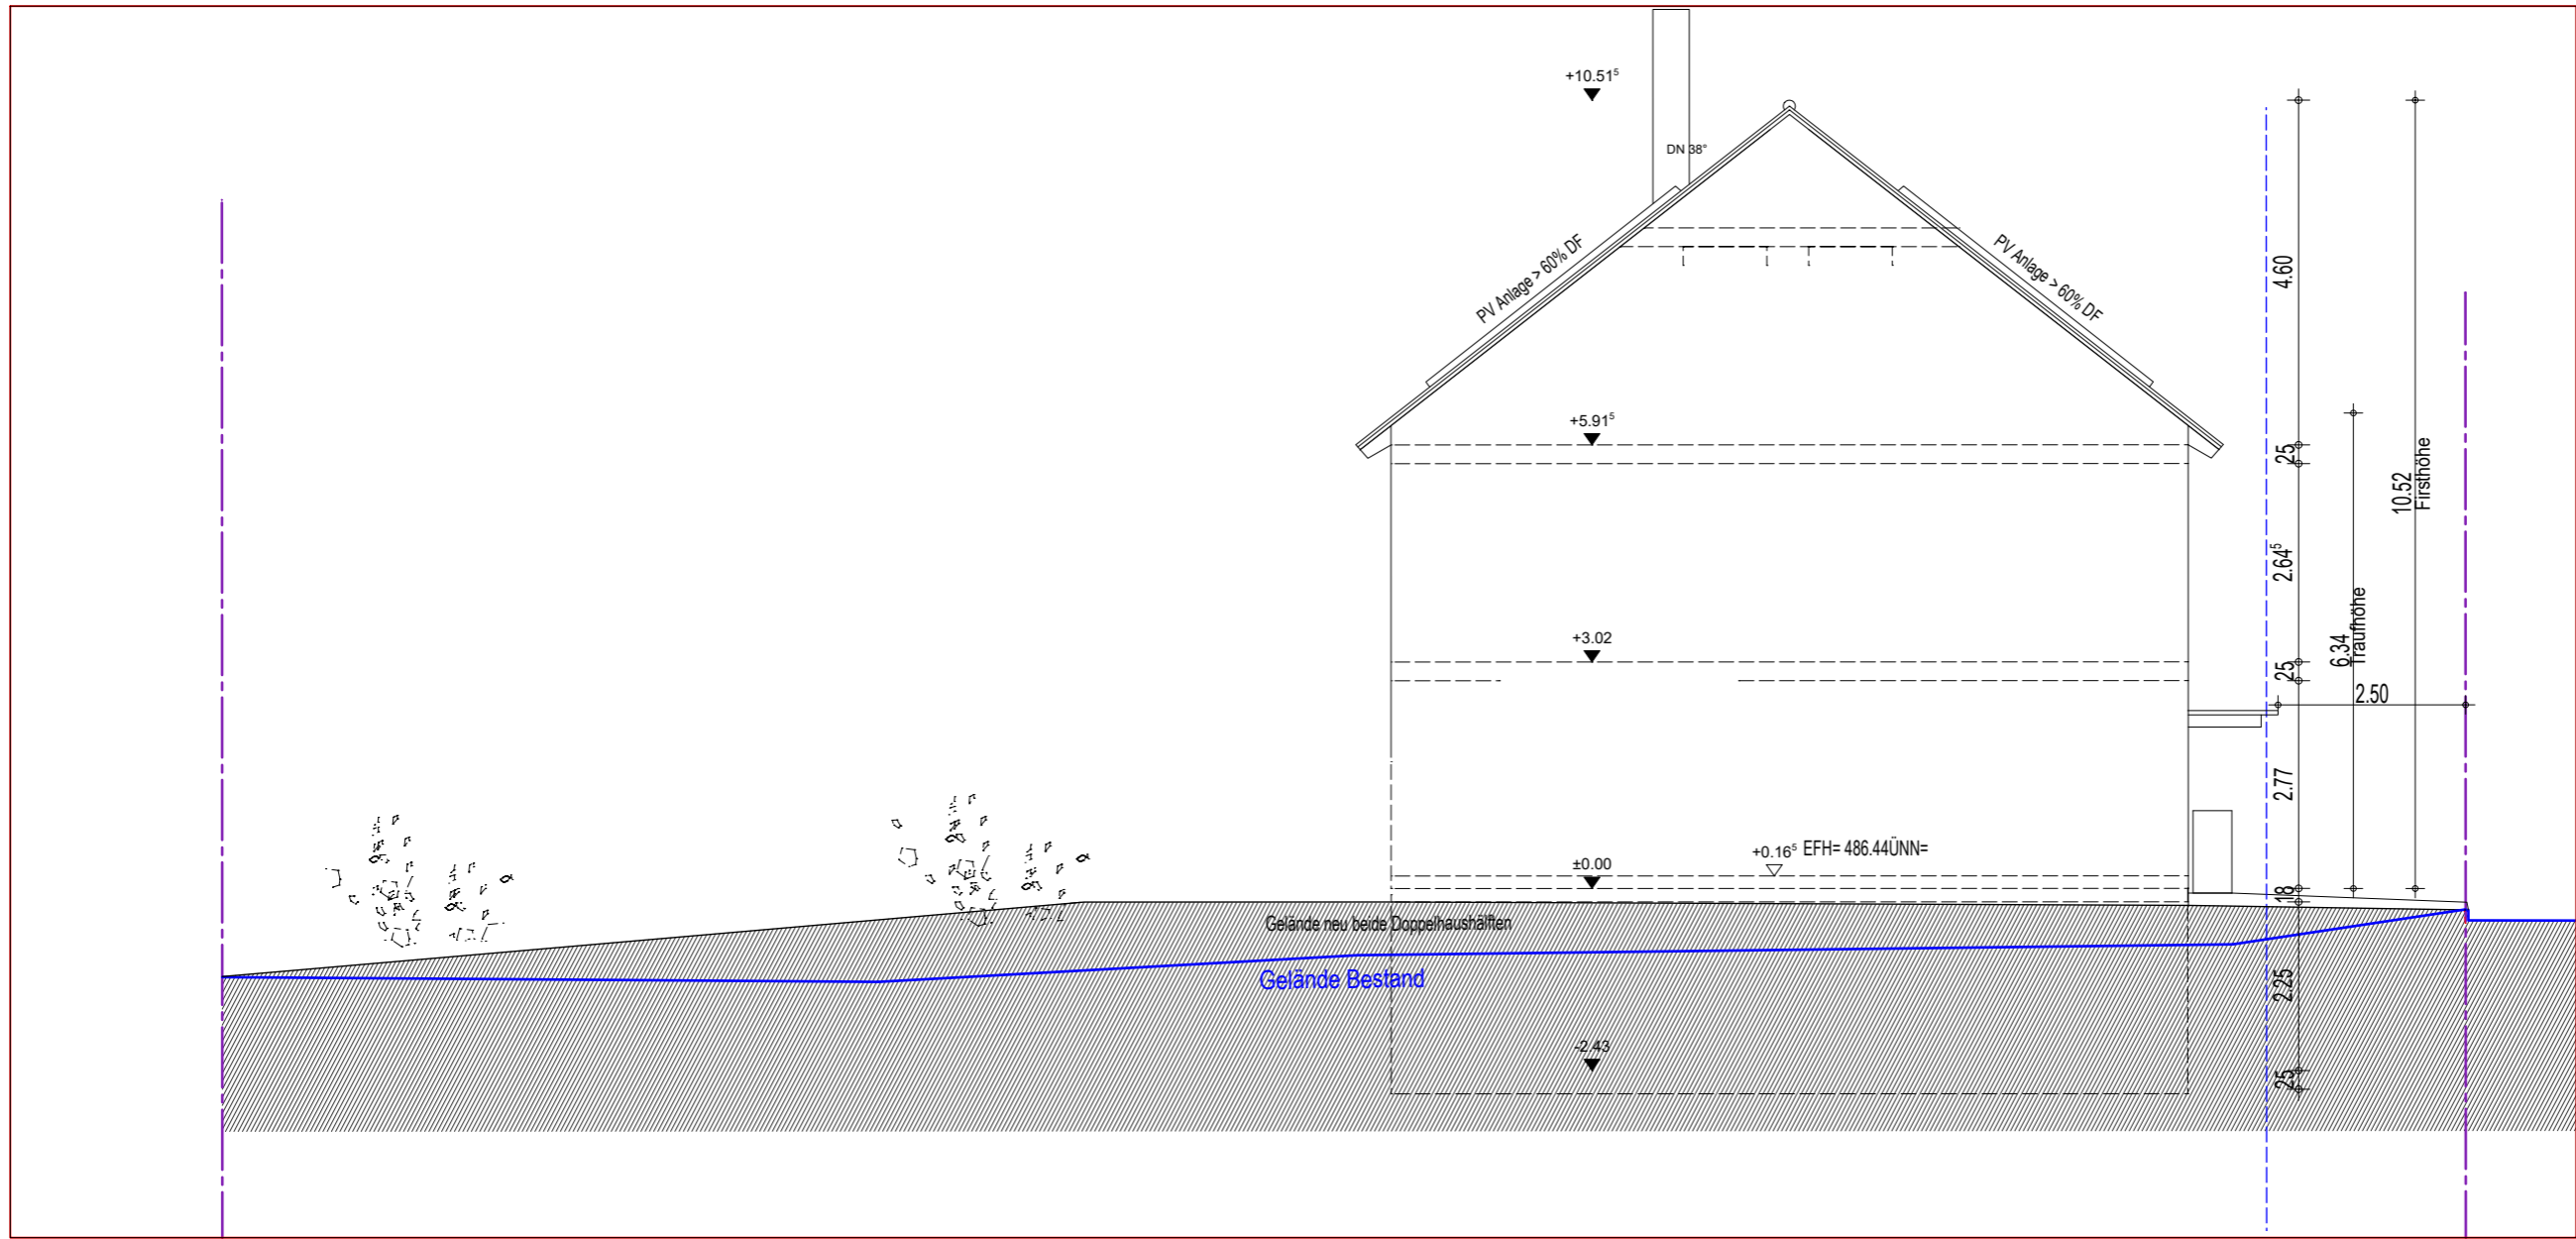 +10.51⁵
DN 38°
PV Anlage > 60% DF
PV Anlage > 60% DF
4.60
+5.91⁵
25
10.52
Firsthöhe
2.64⁵
6.34
Traufhöhe
+3.02
25
2.50
2.77
+0.16⁵ EFH= 486.44ÜNN=
±0.00
18
Gelände neu beide Doppelhaushälften
Gelände Bestand
2.25
-2.43
25